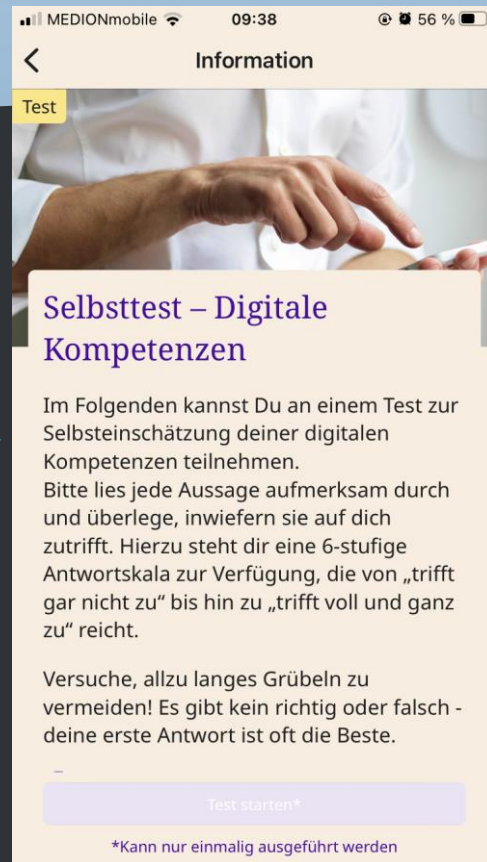 MEDIONmobile 09:38 56 %
Information
Test
Selbsttest – Digitale
Kompetenzen
Im Folgenden kannst Du an einem Test zur
Selbsteinschätzung deiner digitalen
Kompetenzen teilnehmen.
Bitte lies jede Aussage aufmerksam durch
und überlege, inwiefern sie auf dich
zutrifft. Hierzu steht dir eine 6-stufige
Antwortskala zur Verfügung, die von „trifft
gar nicht zu“ bis hin zu „trifft voll und ganz
zu“ reicht.
Versuche, allzu langes Grübeln zu
vermeiden! Es gibt kein richtig oder falsch -
deine erste Antwort ist oft die Beste.
Test starten*
*Kann nur einmalig ausgeführt werden